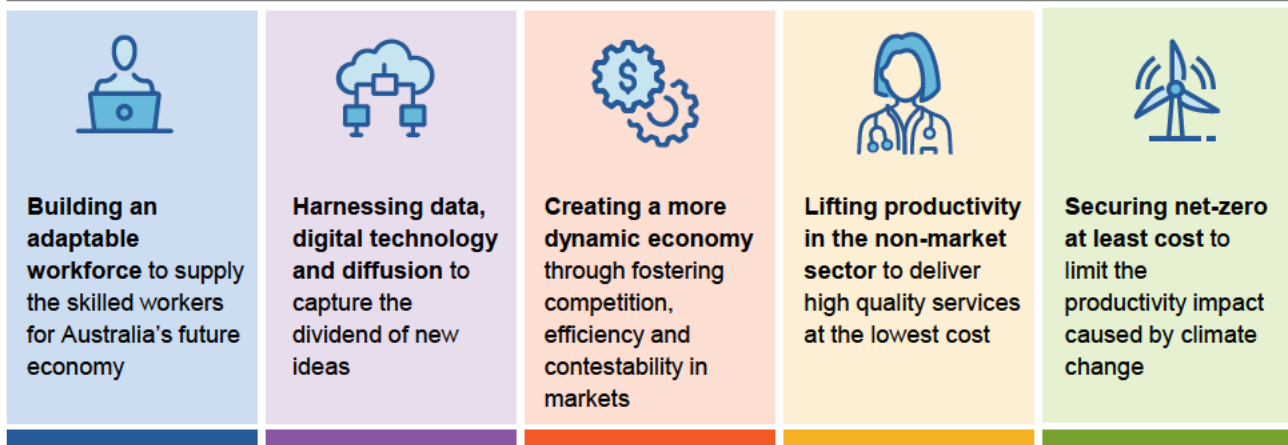 $
Building an
adaptable
workforce to supply
the skilled workers
for Australia's future
economy
Harnessing data,
digital technology
and diffusion to
capture the
dividend of new
ideas
Creating a more
dynamic economy
through fostering
competition,
efficiency and
contestability in
markets
Lifting productivity
in the non-market
sector to deliver
high quality services
at the lowest cost
Securing net-zero
at least cost to
limit the
productivity impact
caused by climate
change